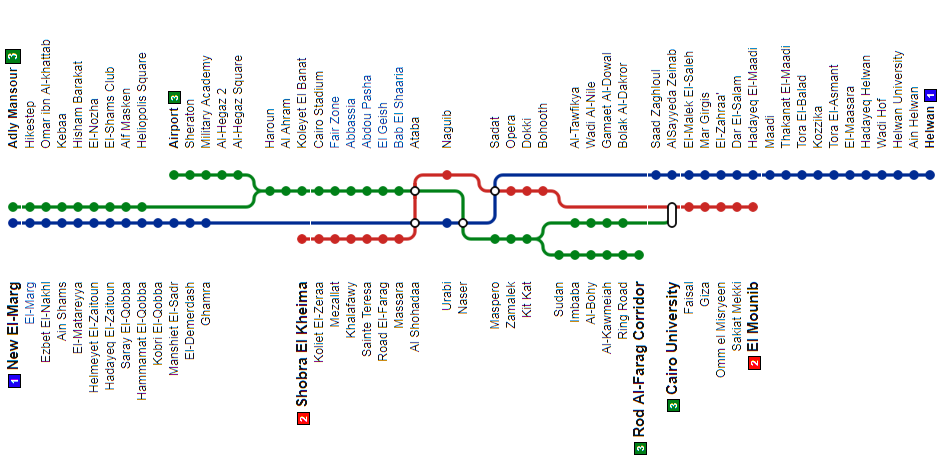 Adly Mansour 3
Hikestep
Omar ibn Al-khattab
Kebaa
Hisham Barakat
El-Nozha
El-Shams Club
Alf Masken
Heliopolis Square
Airport 3
Sheraton
Military Academy
Al-Hegaz 2
Al-Hegaz Square
Haroun
Al Ahram
Koleyet El Banat
Cairo Stadium
Fair Zone
Abbassia
Abdou Pasha
El Geish
Bab El Shaaria
Ataba
Naguib
Sadat
Opera
Dokki
Bohooth
Al-Tawfikya
Wadi Al-Nile
Gamaet Al-Dowal
Bolak Al-Dakror
Saad Zaghloul
AlSayyeda Zeinab
El-Malek El-Saleh
Mar Girgis
El-Zahraa'
Dar El-Salam
Hadayeq El-Maadi
Maadi
Thakanat El-Maadi
Tora El-Balad
Kozzika
Tora El-Asmant
El-Maasara
Hadayeq Helwan
Wadi Hof
Helwan University
Ain Helwan
Helwan 1
1 New El-Marg
El-Marg
Ezbet El-Nakhl
Ain Shams
El-Matareyya
Helmeyet El-Zaitoun
Hadayeq El-Zaitoun
Saray El-Qobba
Hammamat El-Qobba
Kobri El-Qobba
Manshiet El-Sadr
El-Demerdash
Ghamra
2 Shobra El Kheima
Koliet El-Zeraa
Mezallat
Khalafawy
Sainte Teresa
Road El-Farag
Massara
Al Shohadaa
Urabi
Naser
Maspero
Zamalek
Kit Kat
Sudan
Imbaba
Al-Bohy
Al-Kawmeiah
Ring Road
3 Rod Al-Farag Corridor
3 Cairo University
Faisal
Giza
Omm el Misryeen
Sakiat Mekki
2 El Mounib